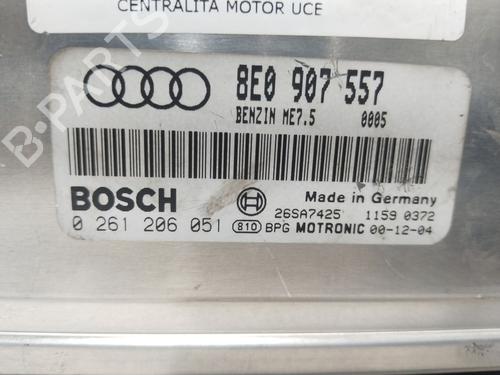 CENTRALITA MOTOR UCE
8E0 907 557
BENZIN ME7.5 0005
BOSCH Made in Germany
0 261 206 051 810 BPG 26SA7425 MOTRONIC 1159 0372 00-12-04
B-PARTS